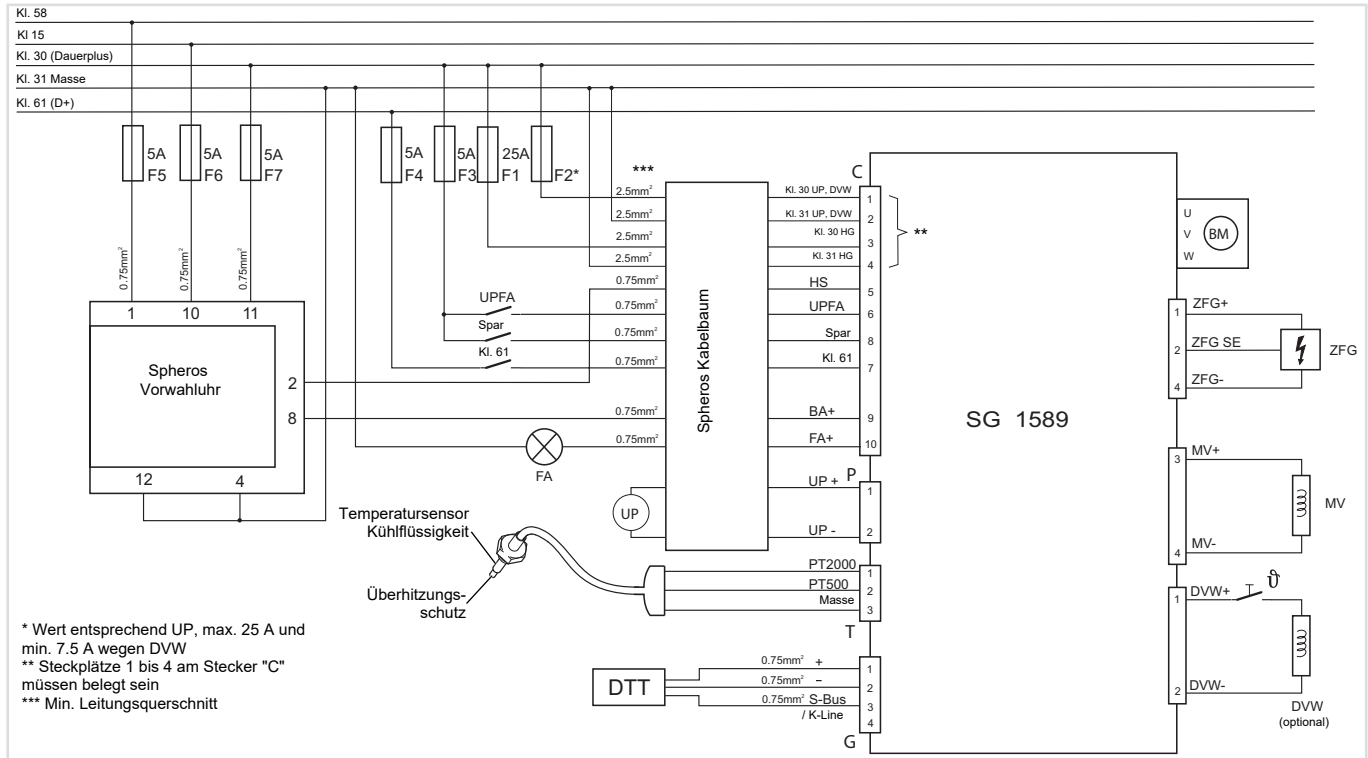 Kl. 58
Kl 15
Kl. 30 (Dauerplus)
Kl. 31 Masse
Kl. 61 (D+)
5A
F5
5A
F6
5A
F7
5A
F4
5A
F3
25A
F1
F2*
***
0.75mm²
0.75mm²
0.75mm²
1
10
11
Spheros
Vorwahluhr
2
8
12
4
2.5mm²
2.5mm²
2.5mm²
2.5mm²
0.75mm²
0.75mm²
0.75mm²
0.75mm²
0.75mm²
0.75mm²
UPFA
Spar
Kl. 61
FA
UP
Spheros Kabelbaum
C
Kl. 30 UP, DVW
1
Kl. 31 UP, DVW
2
Kl. 30 HG
3
Kl. 31 HG
4
**
HS
5
UPFA
6
Spar
8
Kl. 61
7
BA+
9
FA+
10
P
UP +
1
UP -
2
Temperatursensor
Kühlflüssigkeit
Überhitzungs-
schutz
PT2000
1
PT500
2
Masse
3
T
DTT
0.75mm² +
1
0.75mm² −
2
0.75mm² S-Bus
/ K-Line
3
4
G
SG 1589
U
V
W
BM
1
ZFG+
2
ZFG SE
4
ZFG-
ZFG
3
MV+
4
MV-
MV
1
DVW+
ϑ
2
DVW-
DVW
(optional)
* Wert entsprechend UP, max. 25 A und
min. 7.5 A wegen DVW
** Steckplätze 1 bis 4 am Stecker "C"
müssen belegt sein
*** Min. Leitungsquerschnitt